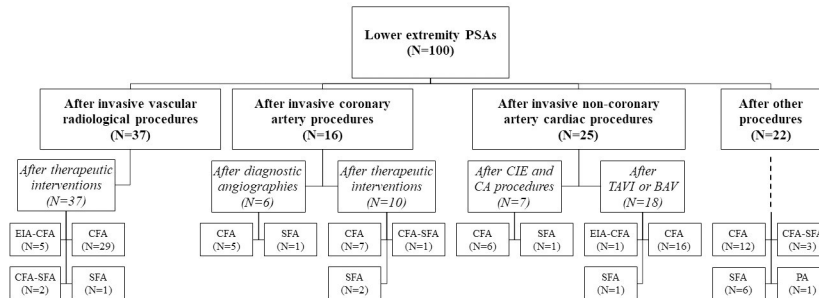 Lower extremity PSAs
(N=100)
After invasive vascular
radiological procedures
(N=37)
After invasive coronary
artery procedures
(N=16)
After invasive non-coronary
artery cardiac procedures
(N=25)
After other
procedures
(N=22)
After therapeutic
interventions
(N=37)
After diagnostic
angiographies
(N=6)
After therapeutic
interventions
(N=10)
After CIE and
CA procedures
(N=7)
After
TAVI or BAV
(N=18)
EIA-CFA
(N=5)
CFA
(N=29)
CFA
(N=5)
SFA
(N=1)
CFA
(N=7)
CFA-SFA
(N=1)
CFA
(N=6)
SFA
(N=1)
EIA-CFA
(N=1)
CFA
(N=16)
CFA
(N=12)
CFA-SFA
(N=3)
CFA-SFA
(N=2)
SFA
(N=1)
SFA
(N=2)
SFA
(N=1)
SFA
(N=6)
PA
(N=1)